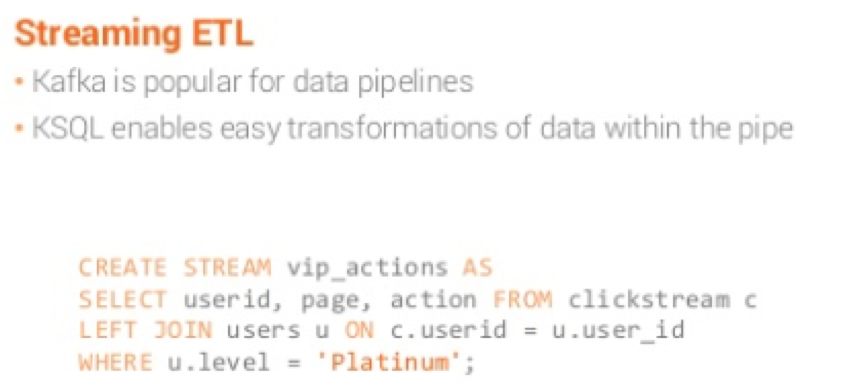 Streaming ETL
• Kafka is popular for data pipelines
• KSQL enables easy transformations of data within the pipe
CREATE STREAM vip_actions AS
SELECT userid, page, action FROM clickstream c
LEFT JOIN users u ON c.userid = u.user_id
WHERE u.level = 'Platinum';